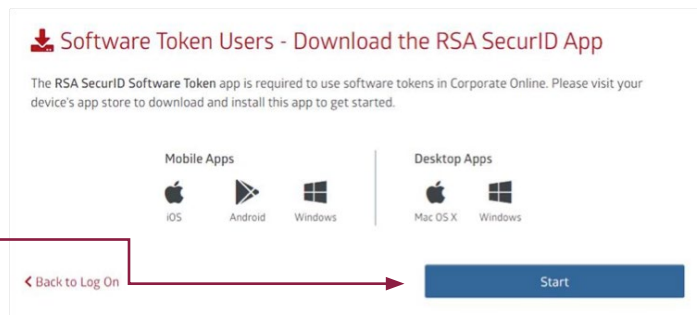 Software Token Users - Download the RSA SecurID App
The RSA SecurID Software Token app is required to use software tokens in Corporate Online. Please visit your
device's app store to download and install this app to get started.
Mobile Apps
iOS Android Windows
Desktop Apps
Mac OS X Windows
Back to Log On
Start